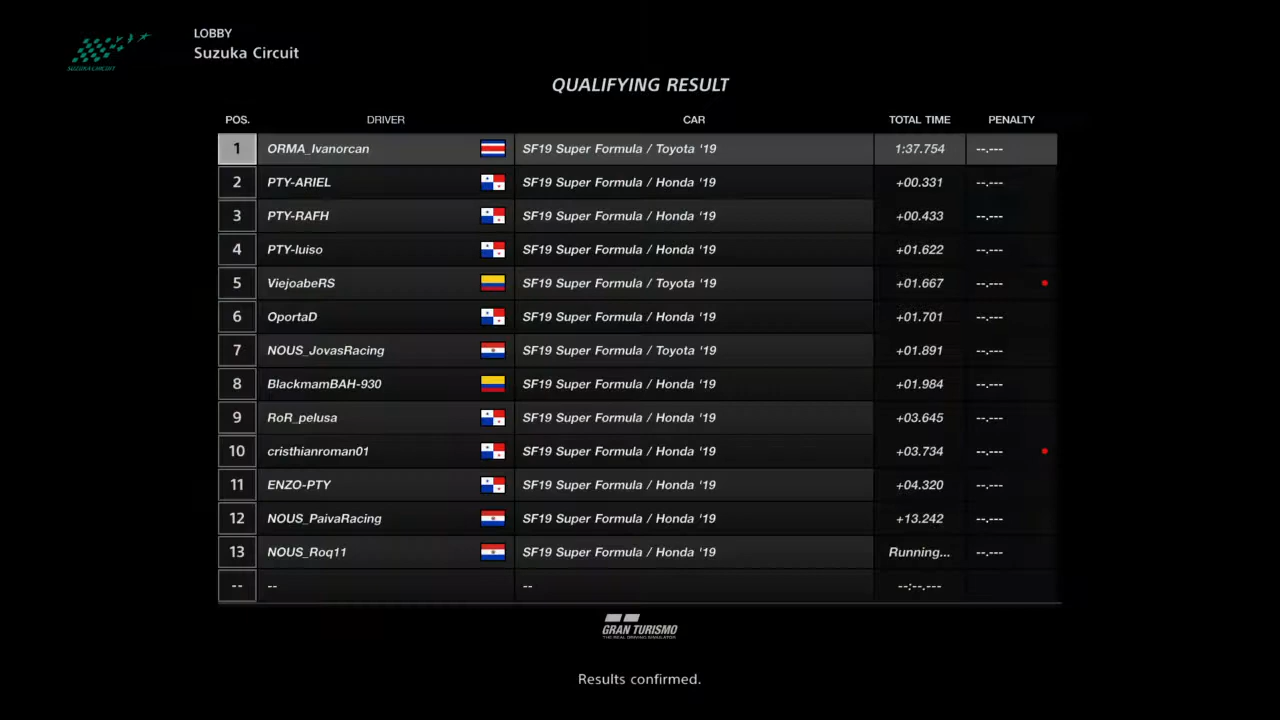 LOBBY
Suzuka Circuit
SUZUKA CIRCUIT
QUALIFYING RESULT
POS. DRIVER CAR TOTAL TIME PENALTY
1 ORMA_Ivanorcan SF19 Super Formula / Toyota '19 1:37.754 --.---
2 PTY-ARIEL SF19 Super Formula / Honda '19 +00.331 --.---
3 PTY-RAFH SF19 Super Formula / Honda '19 +00.433 --.---
4 PTY-luiso SF19 Super Formula / Honda '19 +01.622 --.---
5 ViejoabeRS SF19 Super Formula / Toyota '19 +01.667 --.---
6 OportaD SF19 Super Formula / Honda '19 +01.701 --.---
7 NOUS_JovasRacing SF19 Super Formula / Toyota '19 +01.891 --.---
8 BlackmamBAH-930 SF19 Super Formula / Honda '19 +01.984 --.---
9 RoR_pelusa SF19 Super Formula / Honda '19 +03.645 --.---
10 cristhianroman01 SF19 Super Formula / Honda '19 +03.734 --.---
11 ENZO-PTY SF19 Super Formula / Honda '19 +04.320 --.---
12 NOUS_PaivaRacing SF19 Super Formula / Honda '19 +13.242 --.---
13 NOUS_Roq11 SF19 Super Formula / Honda '19 Running... --.---
-- -- -- --:--.---
GRAN TURISMO
THE REAL DRIVING SIMULATOR
Results confirmed.